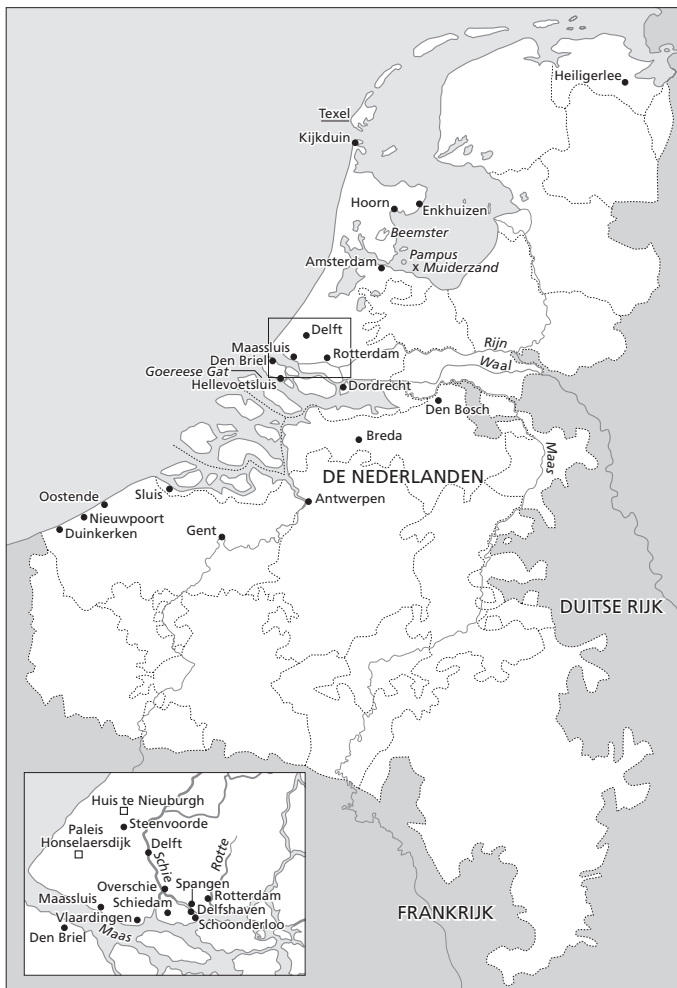 Heiligerlee
Texel
Kijkduin
Hoorn
Enkhuizen
Beemster
Pampus
x Muiderzand
Amsterdam
Delft
Maassluis
Rotterdam
Den Briel
Goereese Gat
Hellevoetsluis
Dordrecht
Rijn
Waal
Den Bosch
Maas
Breda
DE NEDERLANDEN
Oostende
Sluis
Antwerpen
Nieuwpoort
Duinkerken
Gent
DUITSE RIJK
FRANKRIJK
Huis te Nieuburgh
Steenvoorde
Paleis
Honselaersdijk
Delft
Schie
Rotte
Overschie
Spangen
Maassluis
Schiedam
Rotterdam
Vlaardingen
Delfshaven
Schoonderloo
Den Briel
Maas